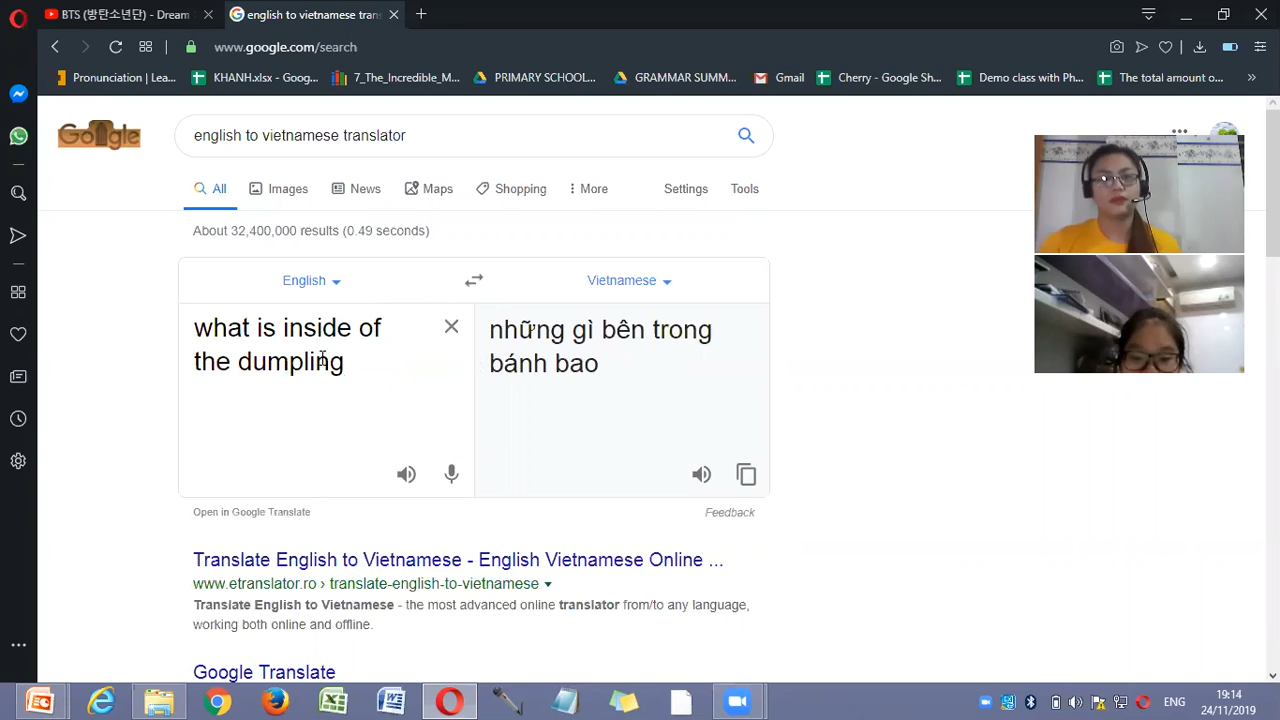 BTS (방탄소년단) - Dream
english to vietnamese tran
www.google.com/search
Pronunciation | Lea...
KHANH.xlsx - Goog...
7_The_Incredible_M...
PRIMARY SCHOOL...
GRAMMAR SUMM...
Gmail
Cherry - Google Sh...
Demo class with Ph...
The total amount o...
Google
english to vietnamese translator
All
Images
News
Maps
Shopping
More
Settings
Tools
About 32,400,000 results (0.49 seconds)
English
Vietnamese
what is inside of
the dumpling
những gì bên trong
bánh bao
Open in Google Translate
Feedback
Translate English to Vietnamese - English Vietnamese Online ...
www.etranslator.ro › translate-english-to-vietnamese
Translate English to Vietnamese - the most advanced online translator from/to any language,
working both online and offline.
Google Translate
ENG
19:14
24/11/2019